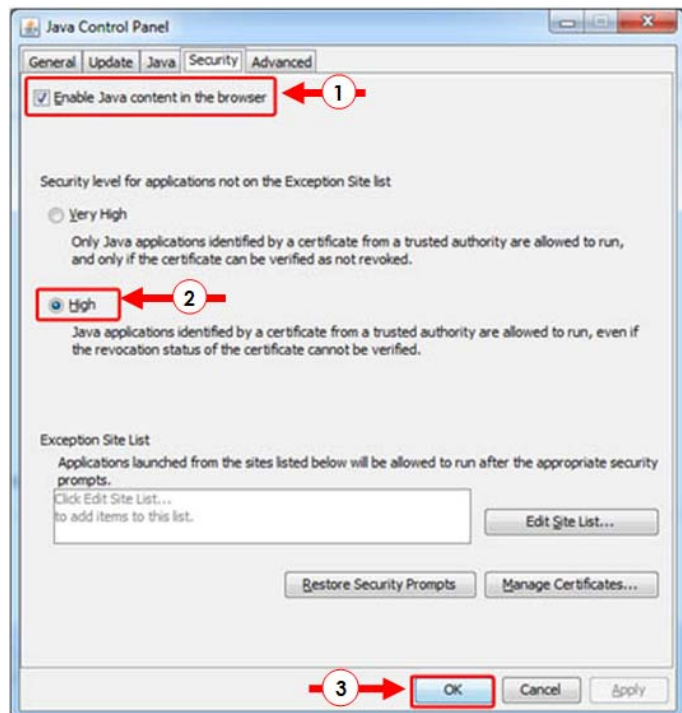 Java Control Panel
General Update Java Security Advanced
Enable Java content in the browser
1
Security level for applications not on the Exception Site list
Very High
Only Java applications identified by a certificate from a trusted authority are allowed to run,
and only if the certificate can be verified as not revoked.
High
2
Java applications identified by a certificate from a trusted authority are allowed to run, even if
the revocation status of the certificate cannot be verified.
Exception Site List
Applications launched from the sites listed below will be allowed to run after the appropriate security
prompts.
Click Edit Site List...
to add items to this list.
Edit Site List...
Restore Security Prompts Manage Certificates...
3
OK Cancel Apply